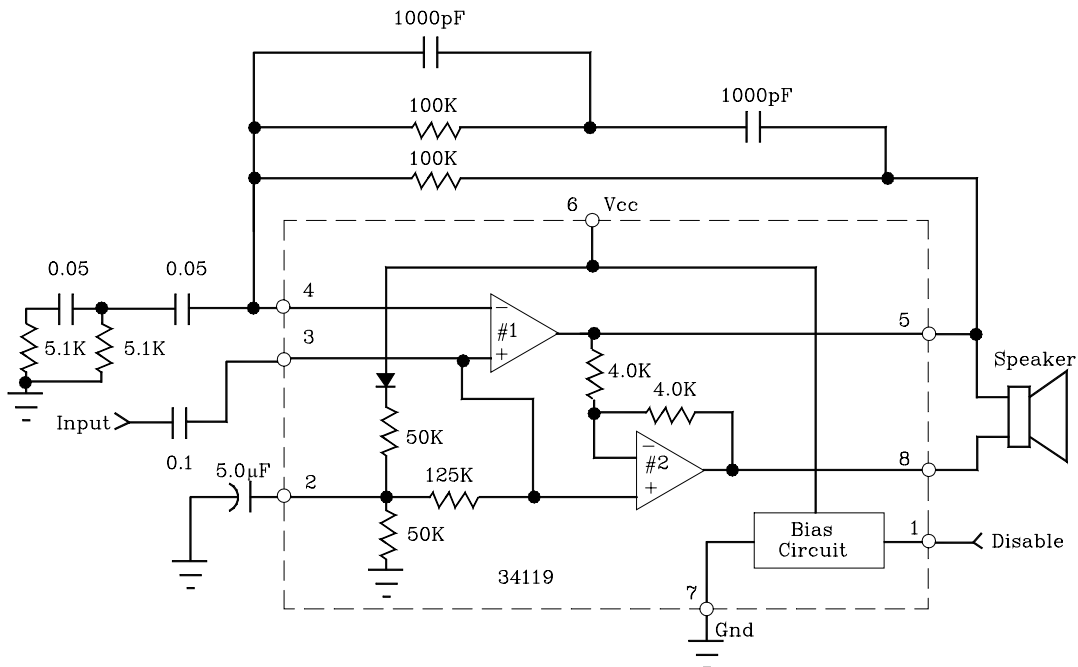 1000pF
100K
1000pF
100K
6 Vcc
0.05 0.05
4
#1
−
+
5
3
5.1K 5.1K
Speaker
4.0K
4.0K
Input
50K
0.1
5.0µF
2
125K
#2
−
+
8
50K
Bias
Circuit
1 Disable
34119
7
Gnd